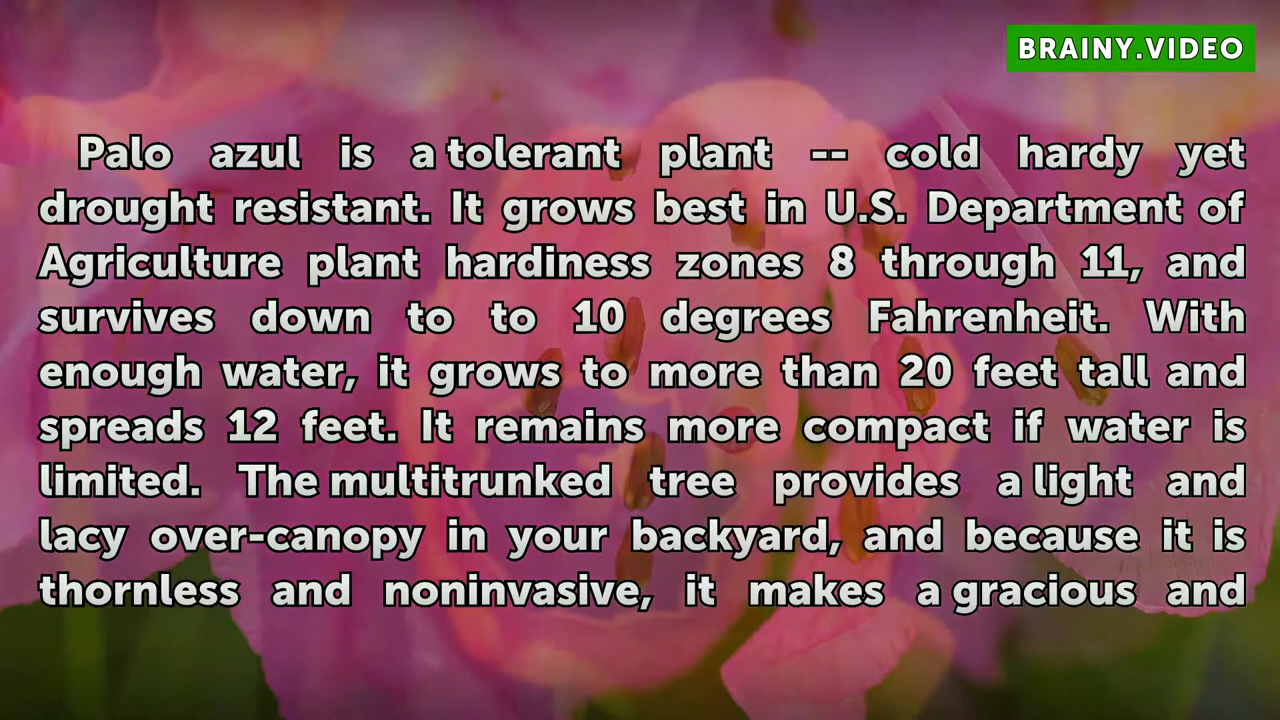 BRAINY.VIDEO
Palo azul is a tolerant plant -- cold hardy yet
drought resistant. It grows best in U.S. Department of
Agriculture plant hardiness zones 8 through 11, and
survives down to to 10 degrees Fahrenheit. With
enough water, it grows to more than 20 feet tall and
spreads 12 feet. It remains more compact if water is
limited. The multitrunked tree provides a light and
lacy over-canopy in your backyard, and because it is
thornless and noninvasive, it makes a gracious and